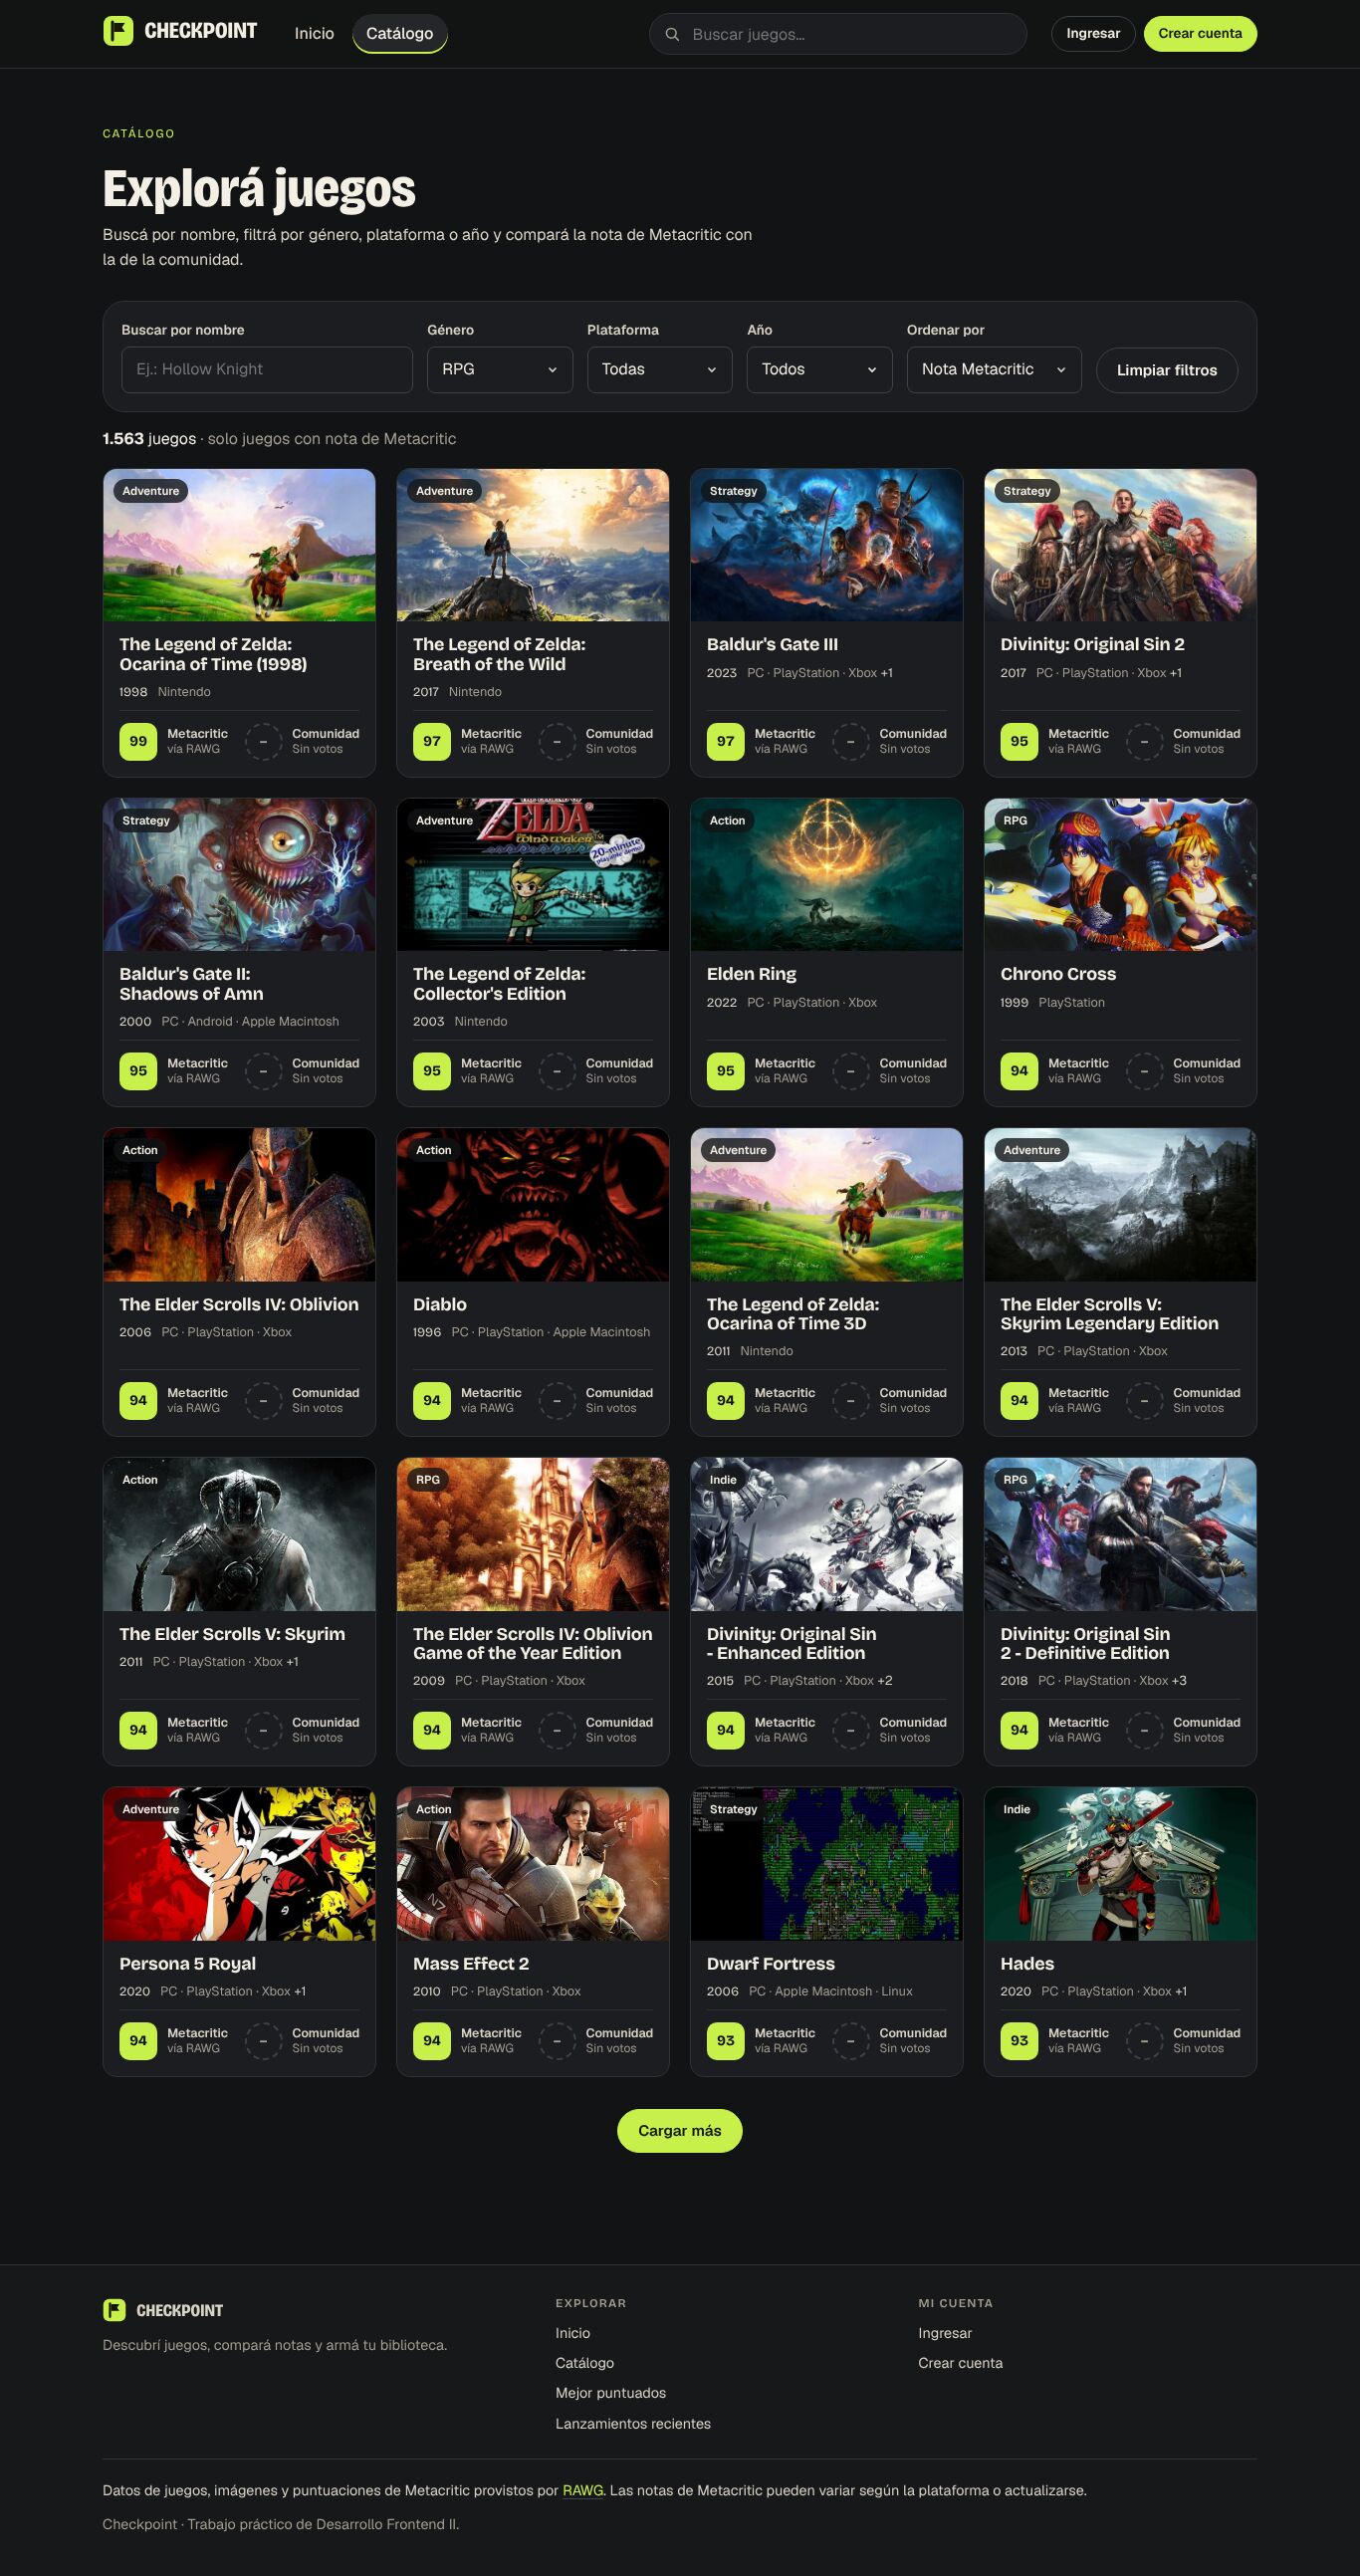 CHECKPOINT
Inicio
Catálogo
Buscar juegos...
Ingresar
Crear cuenta
CATÁLOGO
Explorá juegos
Buscá por nombre, filtrá por género, plataforma o año y compará la nota de Metacritic con
la de la comunidad.
Buscar por nombre
Género
Plataforma
Año
Ordenar por
Ej.: Hollow Knight
RPG
Todas
Todos
Nota Metacritic
Limpiar filtros
1.563 juegos · solo juegos con nota de Metacritic
Adventure
The Legend of Zelda:
Ocarina of Time (1998)
1998 Nintendo
99 Metacritic
vía RAWG
– Comunidad
Sin votos
Adventure
The Legend of Zelda:
Breath of the Wild
2017 Nintendo
97 Metacritic
vía RAWG
– Comunidad
Sin votos
Strategy
Baldur's Gate III
2023 PC · PlayStation · Xbox +1
97 Metacritic
vía RAWG
– Comunidad
Sin votos
Strategy
Divinity: Original Sin 2
2017 PC · PlayStation · Xbox +1
95 Metacritic
vía RAWG
– Comunidad
Sin votos
Strategy
Baldur's Gate II:
Shadows of Amn
2000 PC · Android · Apple Macintosh
95 Metacritic
vía RAWG
– Comunidad
Sin votos
Adventure
ZELDA
Wind Waker
20-minute
playable demo!
The Legend of Zelda:
Collector's Edition
2003 Nintendo
95 Metacritic
vía RAWG
– Comunidad
Sin votos
Action
Elden Ring
2022 PC · PlayStation · Xbox
95 Metacritic
vía RAWG
– Comunidad
Sin votos
RPG
Chrono Cross
1999 PlayStation
94 Metacritic
vía RAWG
– Comunidad
Sin votos
Action
The Elder Scrolls IV: Oblivion
2006 PC · PlayStation · Xbox
94 Metacritic
vía RAWG
– Comunidad
Sin votos
Action
Diablo
1996 PC · PlayStation · Apple Macintosh
94 Metacritic
vía RAWG
– Comunidad
Sin votos
Adventure
The Legend of Zelda:
Ocarina of Time 3D
2011 Nintendo
94 Metacritic
vía RAWG
– Comunidad
Sin votos
Adventure
The Elder Scrolls V:
Skyrim Legendary Edition
2013 PC · PlayStation · Xbox
94 Metacritic
vía RAWG
– Comunidad
Sin votos
Action
The Elder Scrolls V: Skyrim
2011 PC · PlayStation · Xbox +1
94 Metacritic
vía RAWG
– Comunidad
Sin votos
RPG
The Elder Scrolls IV: Oblivion
Game of the Year Edition
2009 PC · PlayStation · Xbox
94 Metacritic
vía RAWG
– Comunidad
Sin votos
Indie
Divinity: Original Sin
- Enhanced Edition
2015 PC · PlayStation · Xbox +2
94 Metacritic
vía RAWG
– Comunidad
Sin votos
RPG
Divinity: Original Sin
2 - Definitive Edition
2018 PC · PlayStation · Xbox +3
94 Metacritic
vía RAWG
– Comunidad
Sin votos
Adventure
Persona 5 Royal
2020 PC · PlayStation · Xbox +1
94 Metacritic
vía RAWG
– Comunidad
Sin votos
Action
N7
Mass Effect 2
2010 PC · PlayStation · Xbox
94 Metacritic
vía RAWG
– Comunidad
Sin votos
Strategy
Dwarf Fortress
2006 PC · Apple Macintosh · Linux
93 Metacritic
vía RAWG
– Comunidad
Sin votos
Indie
Hades
2020 PC · PlayStation · Xbox +1
93 Metacritic
vía RAWG
– Comunidad
Sin votos
Cargar más
CHECKPOINT
Descubrí juegos, compará notas y armá tu biblioteca.
EXPLORAR
Inicio
Catálogo
Mejor puntuados
Lanzamientos recientes
MI CUENTA
Ingresar
Crear cuenta
Datos de juegos, imágenes y puntuaciones de Metacritic provistos por RAWG. Las notas de Metacritic pueden variar según la plataforma o actualizarse.
Checkpoint · Trabajo práctico de Desarrollo Frontend II.